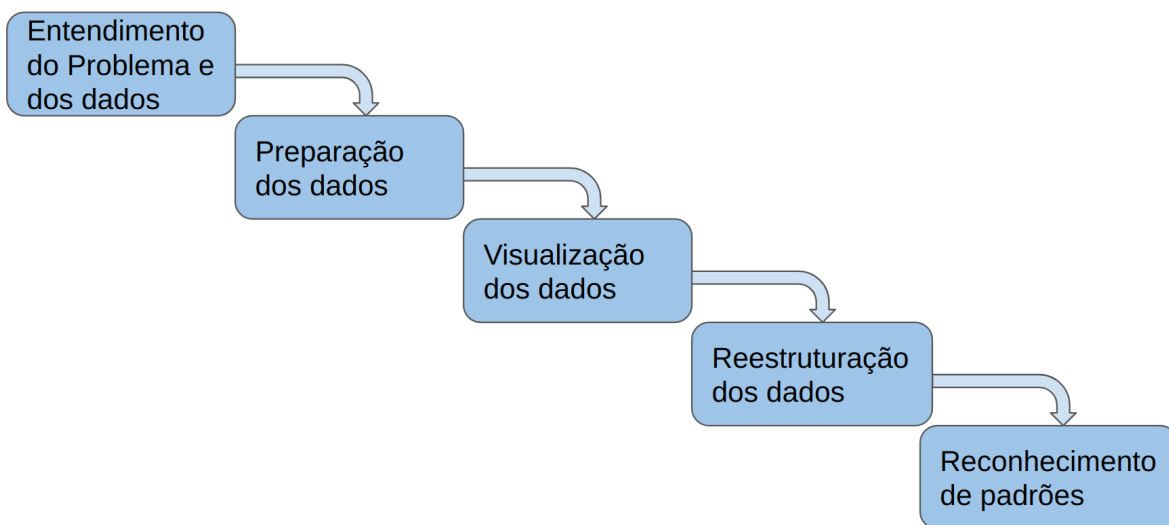 Entendimento
do Problema e
dos dados
Preparação
dos dados
Visualização
dos dados
Reestruturação
dos dados
Reconhecimento
de padrões